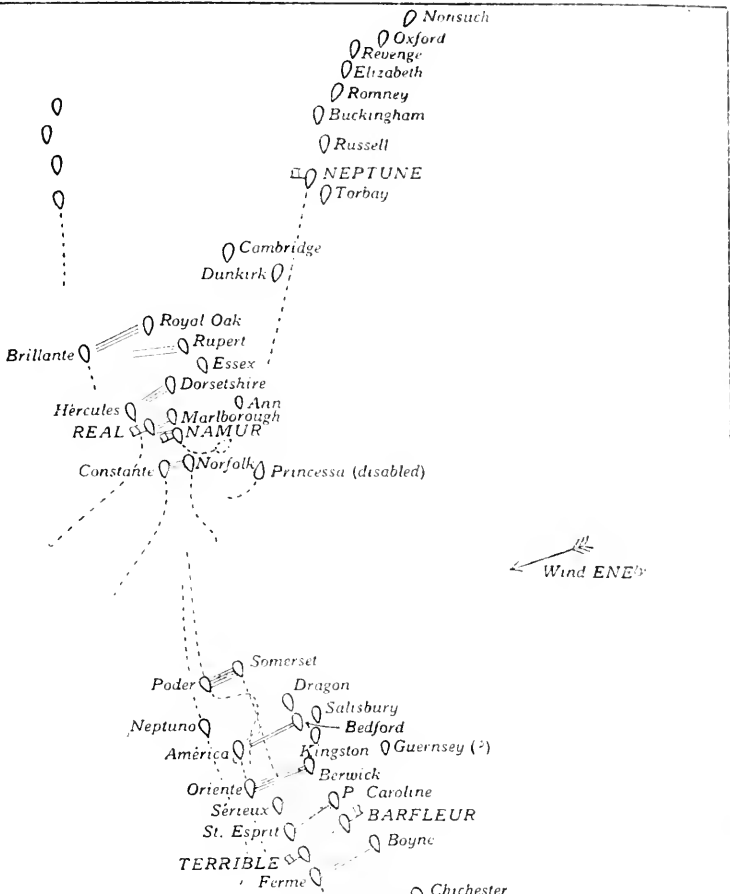 Nonsuch
Oxford
Revenge
Elizabeth
Romney
Buckingham
Russell
NEPTUNE
Torbay
Cambridge
Dunkirk
Royal Oak
Brillante
Rupert
Essex
Dorsetshire
Hércules
Ann
Marlborough
REAL
NAMUR
Constante
Norfolk
Princessa (disabled)
Wind ENEly
Somerset
Poder
Dragon
Salisbury
Neptuno
Bedford
América
Kingston
Guernsey (?)
Berwick
Oriente
P Caroline
Sérieux
BARFLEUR
St. Esprit
Boyne
TERRIBLE
Ferme
Chichester